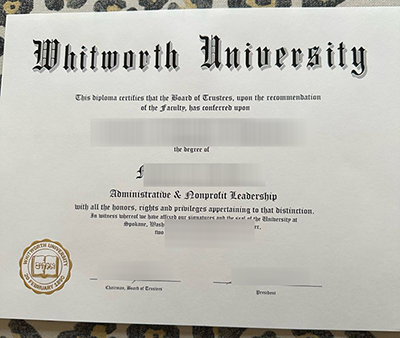 Whitworth University
This diploma certifies that the Board of Trustees, upon the recommendation
of the Faculty, has conferred upon
the degree of
Administrative & Nonprofit Leadership
with all the honors, rights and privileges appertaining to that distinction.
In witness whereof we have affixed our signatures and the seal of the University at
Spokane,
two
WHITWORTH UNIVERSITY
20 FEBRUARY 1890
Chairman, Board of Trustees
President